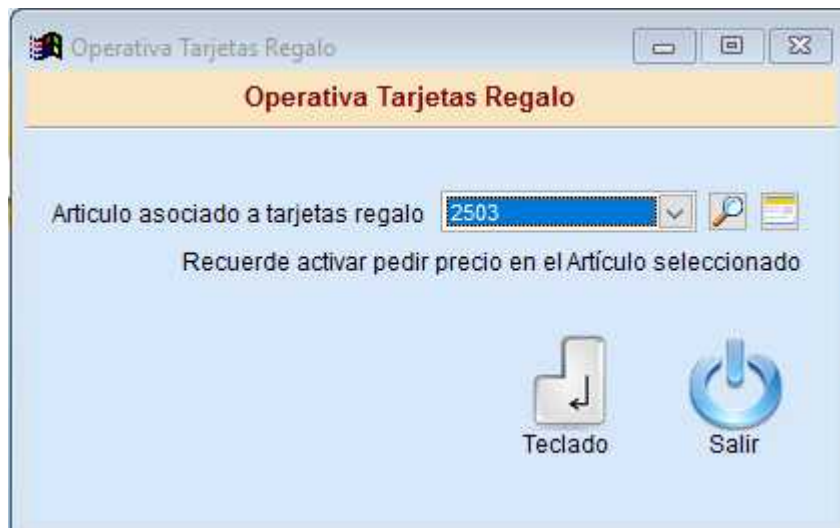 Operativa Tarjetas Regalo
Operativa Tarjetas Regalo
Articulo asociado a tarjetas regalo 2503
Recuerde activar pedir precio en el Artículo seleccionado
Teclado Salir